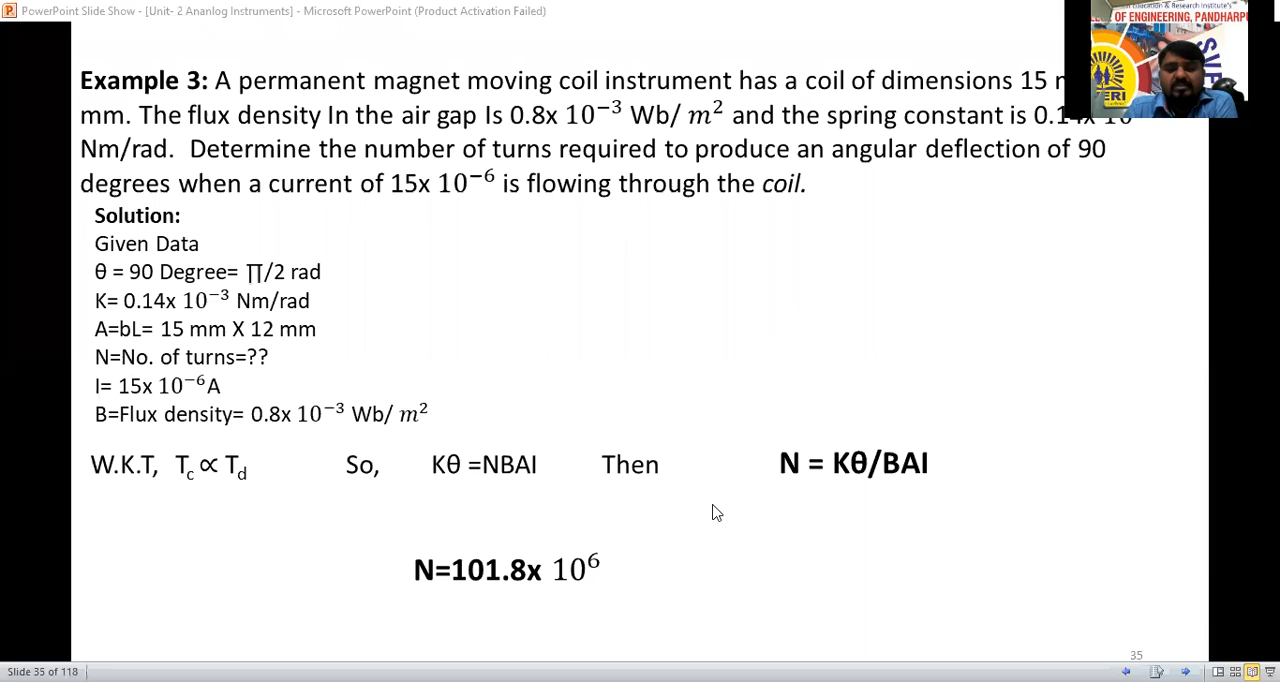 PowerPoint Slide Show - [Unit- 2 Ananlog Instruments] - Microsoft PowerPoint (Product Activation Failed)
OF ENGINEERING, PANDHARP
Example 3: A permanent magnet moving coil instrument has a coil of dimensions 15
mm. The flux density In the air gap Is 0.8x 10⁻³ Wb/ m² and the spring constant is
Nm/rad. Determine the number of turns required to produce an angular deflection of 90
degrees when a current of 15x 10⁻⁶ is flowing through the coil.
Solution:
Given Data
θ = 90 Degree= ∏/2 rad
K= 0.14x 10⁻³ Nm/rad
A=bL= 15 mm X 12 mm
N=No. of turns=??
I= 15x 10⁻⁶A
B=Flux density= 0.8x 10⁻³ Wb/ m²
W.K.T, Tc ∝ Td So, Kθ =NBAI Then N = Kθ/BAI
N=101.8x 10⁶
35
Slide 35 of 118